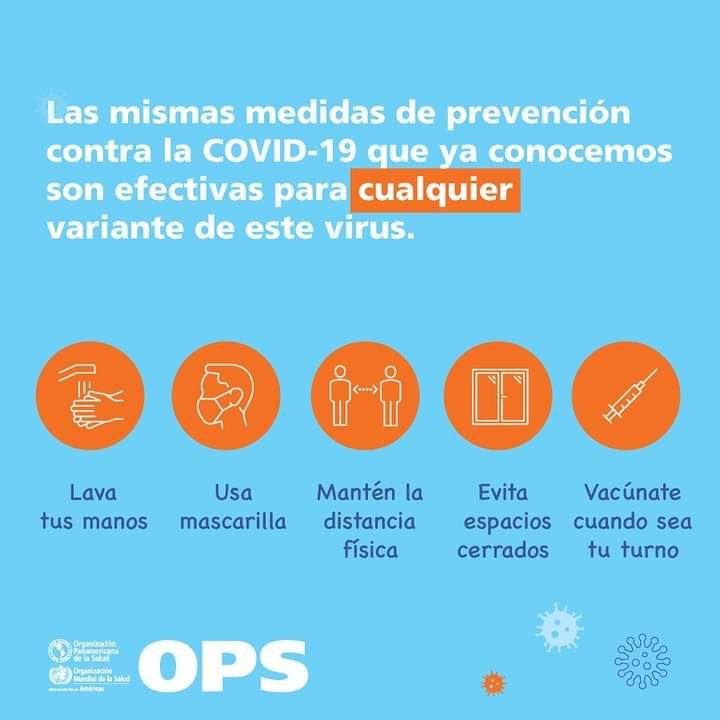 Las mismas medidas de prevención
contra la COVID-19 que ya conocemos
son efectivas para cualquier
variante de este virus.
Lava
tus manos
Usa
mascarilla
Mantén la
distancia
física
Evita
espacios
cerrados
Vacúnate
cuando sea
tu turno
Organización
Panamericana
de la Salud
Organización
Mundial de la Salud
Américas
OPS